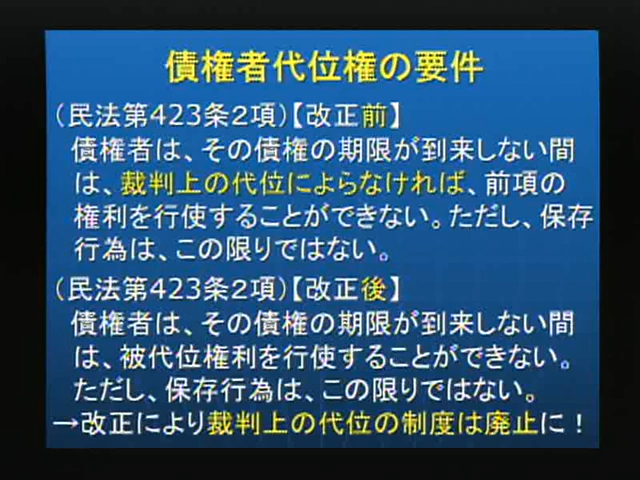 債権者代位権の要件
（民法第423条２項）【改正前】
債権者は、その債権の期限が到来しない間
は、裁判上の代位によらなければ、前項の
権利を行使することができない。ただし、保存
行為は、この限りではない。
（民法第423条２項）【改正後】
債権者は、その債権の期限が到来しない間
は、被代位権利を行使することができない。
ただし、保存行為は、この限りではない。
→改正により裁判上の代位の制度は廃止に！